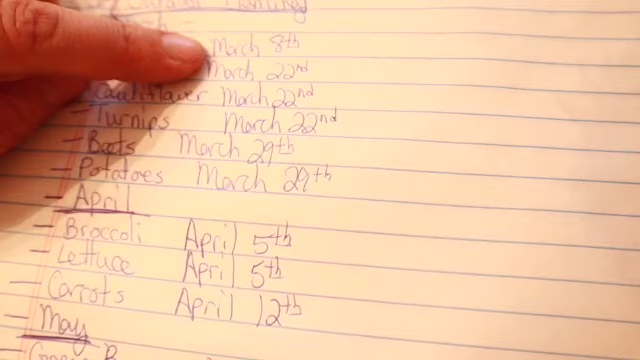 March 8th
March 22nd
Cauliflower March 22nd
- Turnips March 22nd
- Beets March 29th
- Potatoes March 29th
- April
- Broccoli April 5th
- Lettuce April 5th
- Carrots April 12th
- May